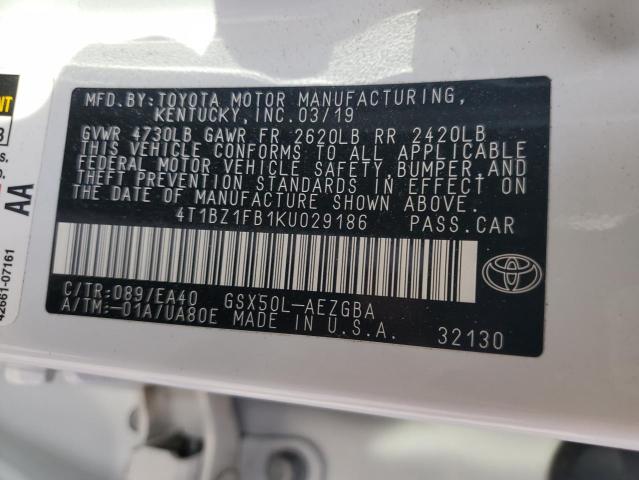 MFD.BY:TOYOTA MOTOR MANUFACTURING,
KENTUCKY, INC.03/19
GVWR 4730LB GAWR FR 2620LB RR 2420LB
THIS VEHICLE CONFORMS TO ALL APPLICABLE
FEDERAL MOTOR VEHICLE SAFETY, BUMPER, AND
THEFT PREVENTION STANDARDS IN EFFECT ON
THE DATE OF MANUFACTURE SHOWN ABOVE.
4T1BZ1FB1KU029186 PASS.CAR
C/TR:089/EA40 GSX50L-AEZGBA
A/TM:-01A/UA80E MADE IN U.S.A.
32130
AA
42661-07161